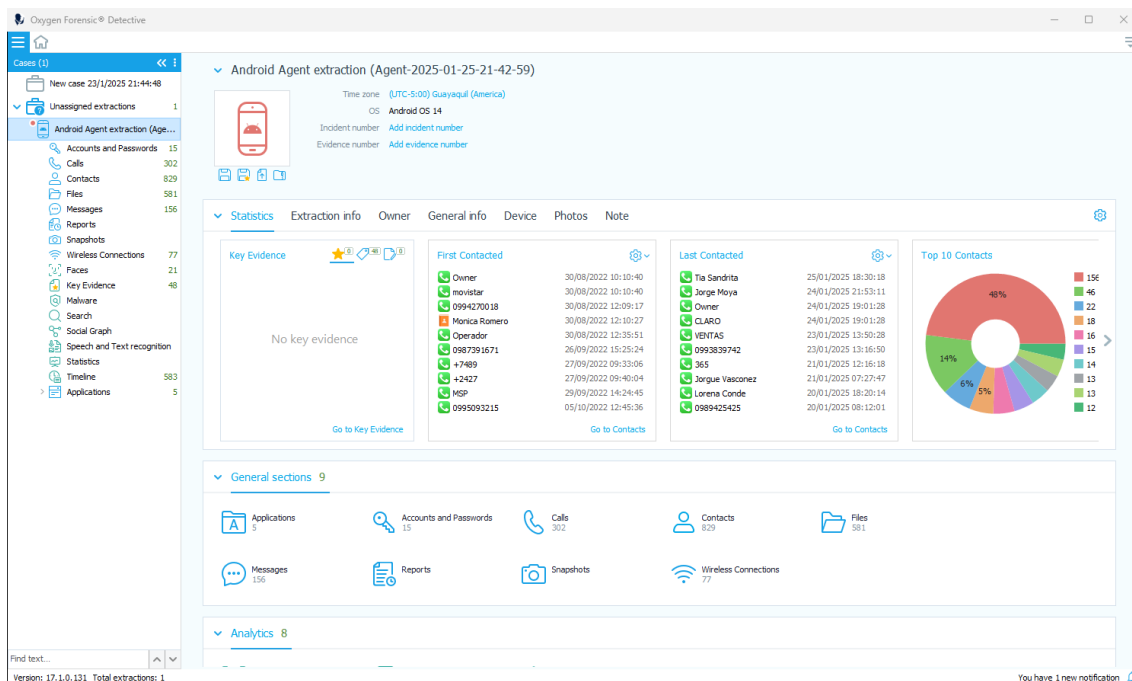 Oxygen Forensic® Detective
Cases (1)
New case 23/1/2025 21:44:48
Unassigned extractions 1
Android Agent extraction (Age...
Accounts and Passwords 15
Calls 302
Contacts 829
Files 581
Messages 156
Reports
Snapshots
Wireless Connections 77
Faces 21
Key Evidence 48
Malware
Search
Social Graph
Speech and Text recognition
Statistics
Timeline 583
Applications 5
Find text...
Version: 17.1.0.131 Total extractions: 1
Android Agent extraction (Agent-2025-01-25-21-42-59)
Time zone (UTC-5:00) Guayaquil (America)
OS Android OS 14
Incident number Add incident number
Evidence number Add evidence number
Statistics Extraction info Owner General info Device Photos Note
Key Evidence 0 48 0
No key evidence
Go to Key Evidence
First Contacted
Owner 30/08/2022 10:10:40
movistar 30/08/2022 10:10:40
0994270018 30/08/2022 12:09:17
Monica Romero 30/08/2022 12:10:27
Operador 30/08/2022 12:35:51
0987391671 26/09/2022 15:25:24
+7489 27/09/2022 09:33:06
+2427 27/09/2022 09:40:04
MSP 29/09/2022 14:24:45
0995093215 05/10/2022 12:45:36
Go to Contacts
Last Contacted
Tia Sandrita 25/01/2025 18:30:18
Jorge Moya 24/01/2025 21:53:11
Owner 24/01/2025 19:01:28
CLARO 24/01/2025 19:01:28
VENTAS 23/01/2025 13:50:28
0993839742 23/01/2025 13:16:50
365 21/01/2025 12:16:18
Jorgue Vasconez 21/01/2025 07:27:47
Lorena Conde 20/01/2025 18:20:14
0989425425 20/01/2025 08:12:01
Go to Contacts
Top 10 Contacts
48%
14%
6%
5%
156
46
22
18
16
15
14
13
13
12
General sections 9
Applications
5
Accounts and Passwords
15
Calls
302
Contacts
829
Files
581
Messages
156
Reports
Snapshots
Wireless Connections
77
Analytics 8
You have 1 new notification